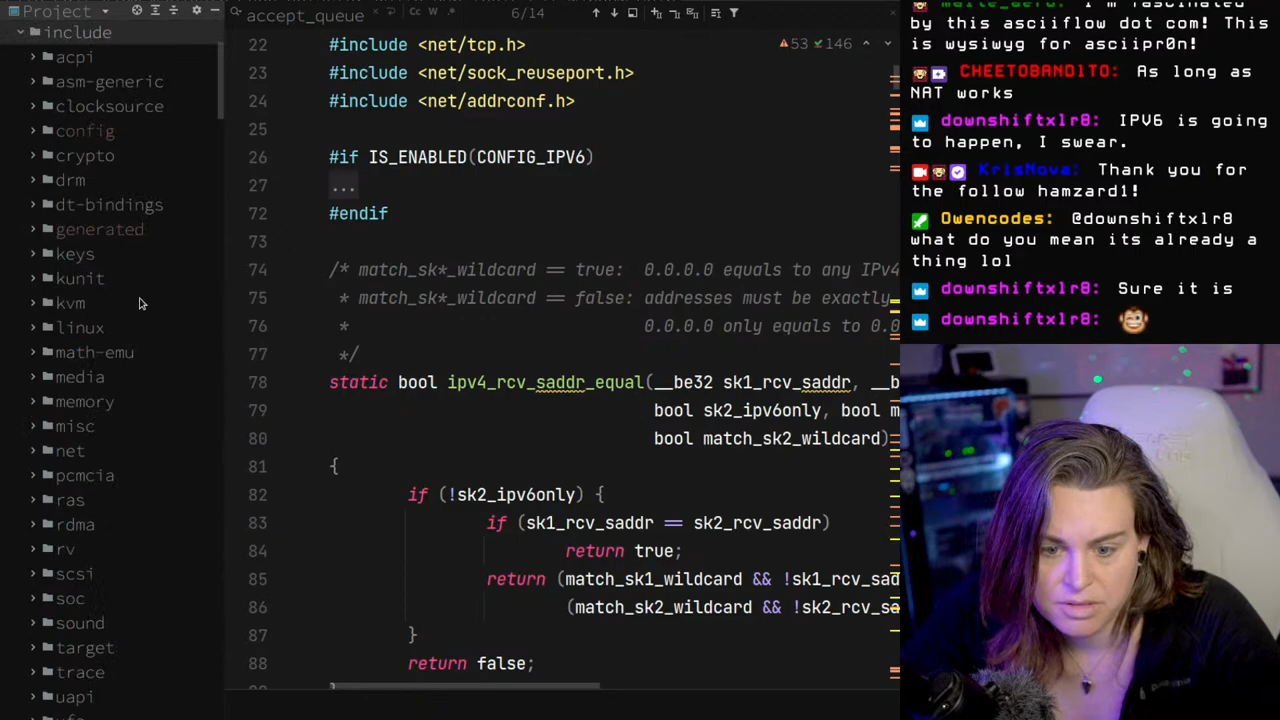 Project
include
acpi
asm-generic
clocksource
config
crypto
drm
dt-bindings
generated
keys
kunit
kvm
linux
math-emu
media
memory
misc
net
pcmcia
ras
rdma
rv
scsi
soc
sound
target
trace
uapi
accept_queue
Cc W .*
6/14
53 146
22 #include <net/tcp.h>
23 #include <net/sock_reuseport.h>
24 #include <net/addrconf.h>
25
26 #if IS_ENABLED(CONFIG_IPV6)
27 ...
72 #endif
73
74 /* match_sk*_wildcard == true: 0.0.0.0 equals to any IPv4
75 * match_sk*_wildcard == false: addresses must be exactly
76 * 0.0.0.0 only equals to 0.0
77 */
78 static bool ipv4_rcv_saddr_equal(__be32 sk1_rcv_saddr, __b
79 bool sk2_ipv6only, bool m
80 bool match_sk2_wildcard)
81 {
82 if (!sk2_ipv6only) {
83 if (sk1_rcv_saddr == sk2_rcv_saddr)
84 return true;
85 return (match_sk1_wildcard && !sk1_rcv_sad
86 (match_sk2_wildcard && !sk2_rcv_sa
87 }
88 return false;
by this asciiflow dot com! This
is wysiwyg for asciipr0n!
CHEETOBAND1TO: As long as
NAT works
downshiftxlr8: IPV6 is going
to happen, I swear.
KrisNova: Thank you for
the follow hamzard1!
Owencodes: @downshiftxlr8
what do you mean its already a
thing lol
downshiftxlr8: Sure it is
downshiftxlr8: